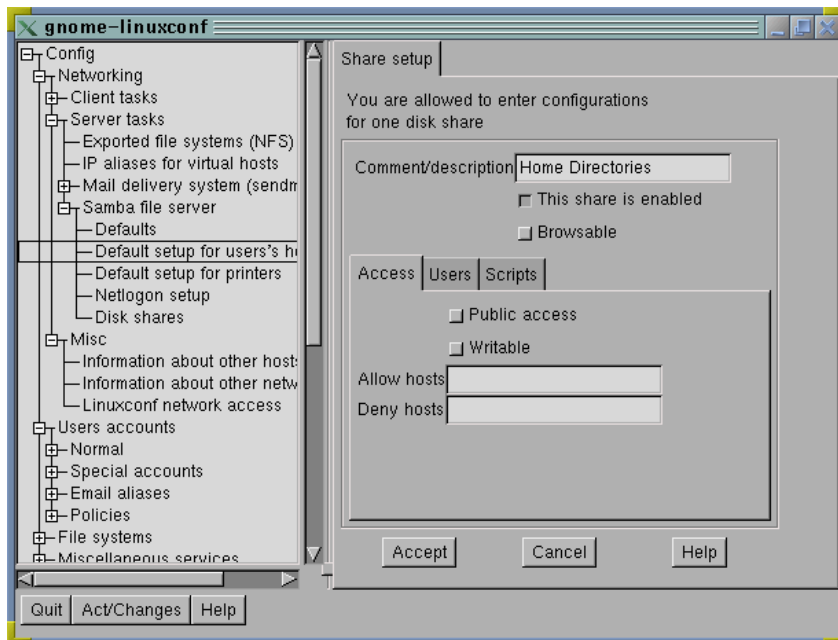 gnome-linuxconf
Config
Networking
Client tasks
Server tasks
Exported file systems (NFS)
IP aliases for virtual hosts
Mail delivery system (sendm
Samba file server
Defaults
Default setup for users's h
Default setup for printers
Netlogon setup
Disk shares
Misc
Information about other hosts
Information about other netw
Linuxconf network access
Users accounts
Normal
Special accounts
Email aliases
Policies
File systems
Miscellaneous services
Quit Act/Changes Help
Share setup
You are allowed to enter configurations
for one disk share
Comment/description Home Directories
This share is enabled
Browsable
Access Users Scripts
Public access
Writable
Allow hosts
Deny hosts
Accept Cancel Help